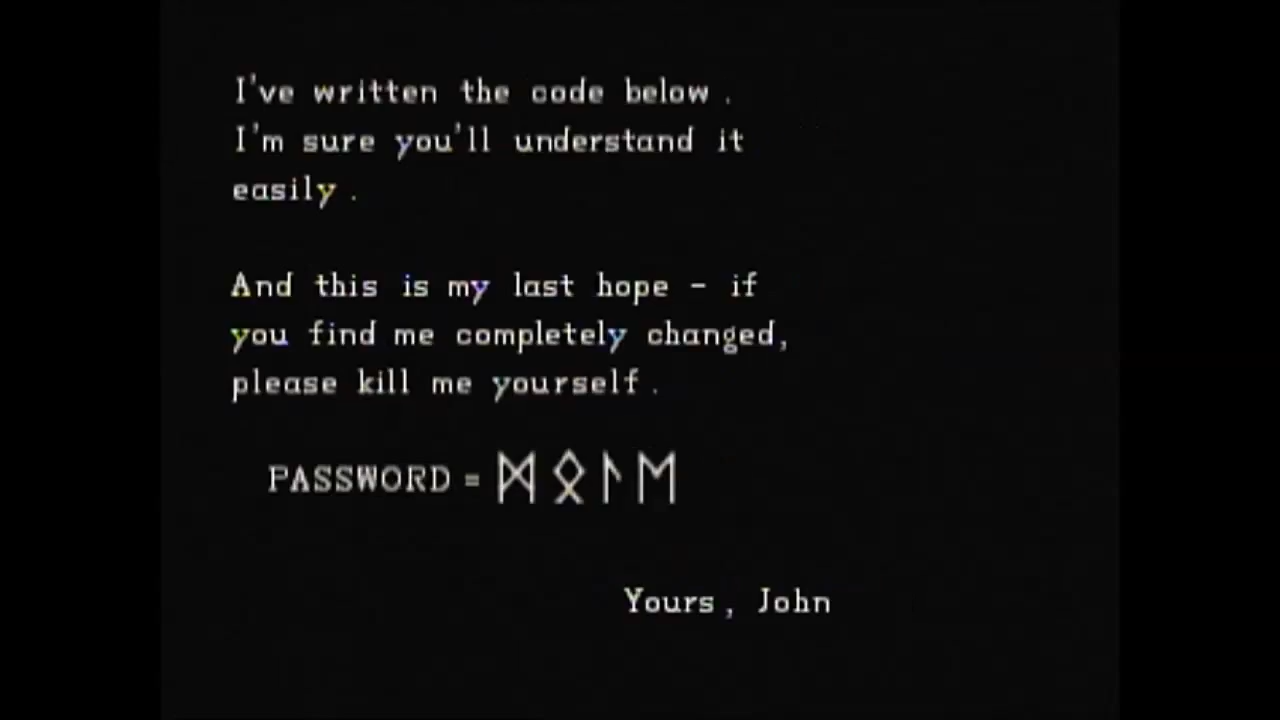 I've written the code below.
I'm sure you'll understand it
easily.
And this is my last hope - if
you find me completely changed,
please kill me yourself.
PASSWORD = ᛞᛟᛚᛖ
Yours, John